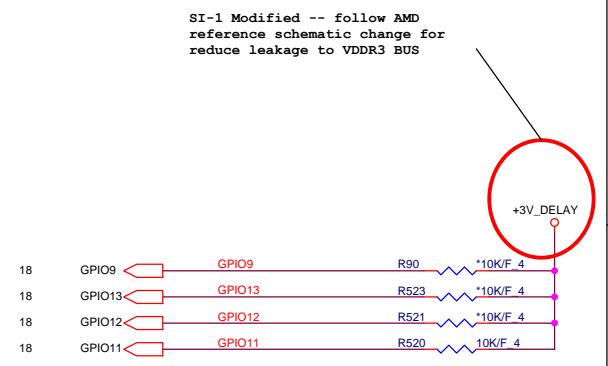 SI-1 Modified -- follow AMD
reference schematic change for
reduce leakage to VDDR3 BUS
+3V_DELAY
18 GPIO9 GPIO9 R90 *10K/F_4
18 GPIO13 GPIO13 R523 *10K/F_4
18 GPIO12 GPIO12 R521 *10K/F_4
18 GPIO11 GPIO11 R520 10K/F_4